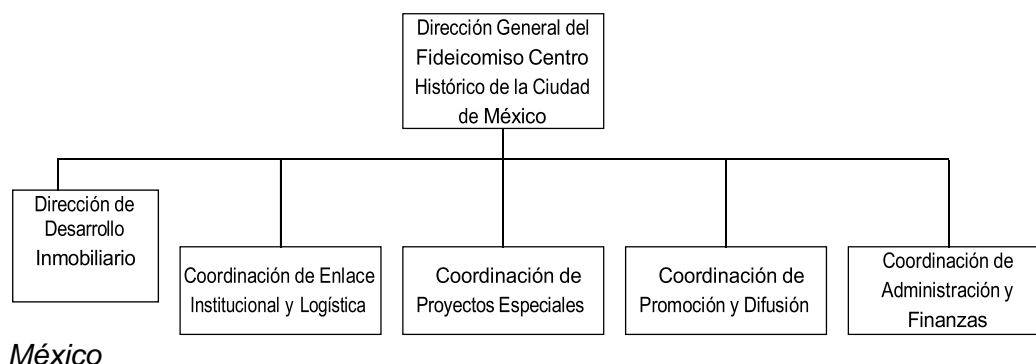 Dirección General del
Fideicomiso Centro
Histórico de la Ciudad
de México
Dirección de
Desarrollo
Inmobiliario
Coordinación de Enlace
Institucional y Logística
Coordinación de
Proyectos Especiales
Coordinación de
Promoción y Difusión
Coordinación de
Administración y
Finanzas
México